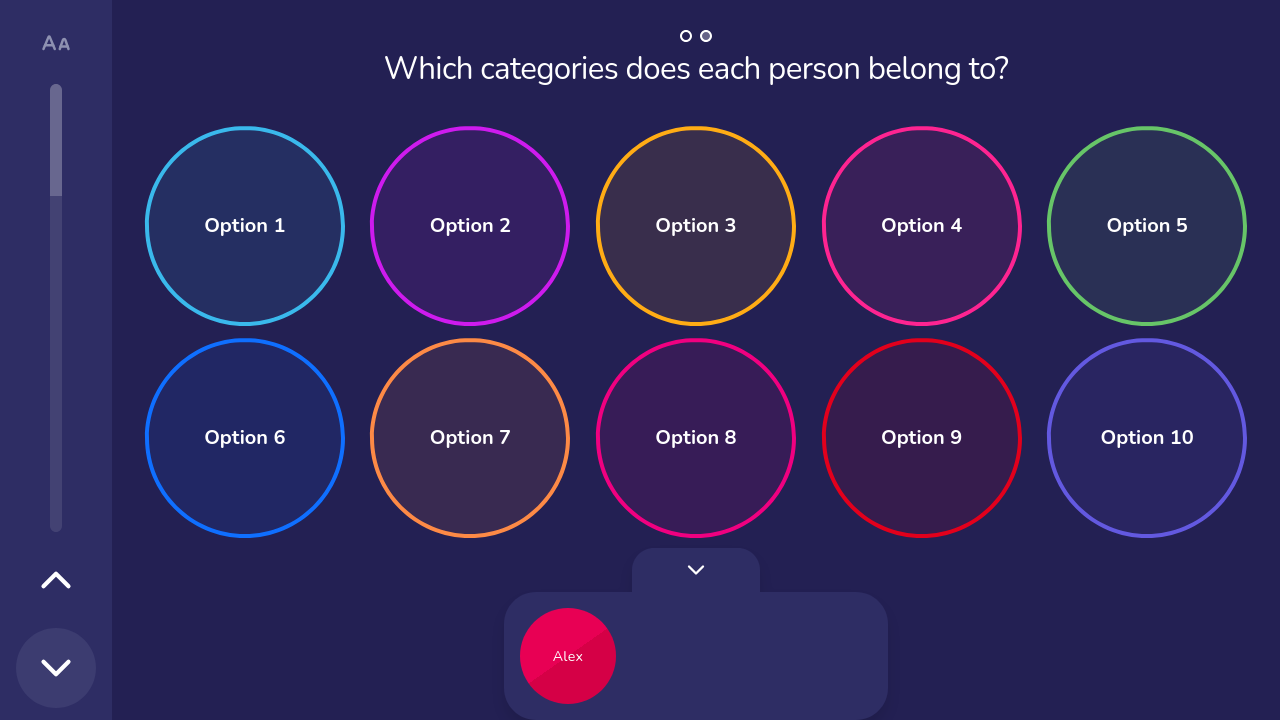 AA
Which categories does each person belong to?
Option 1
Option 2
Option 3
Option 4
Option 5
Option 6
Option 7
Option 8
Option 9
Option 10
Alex